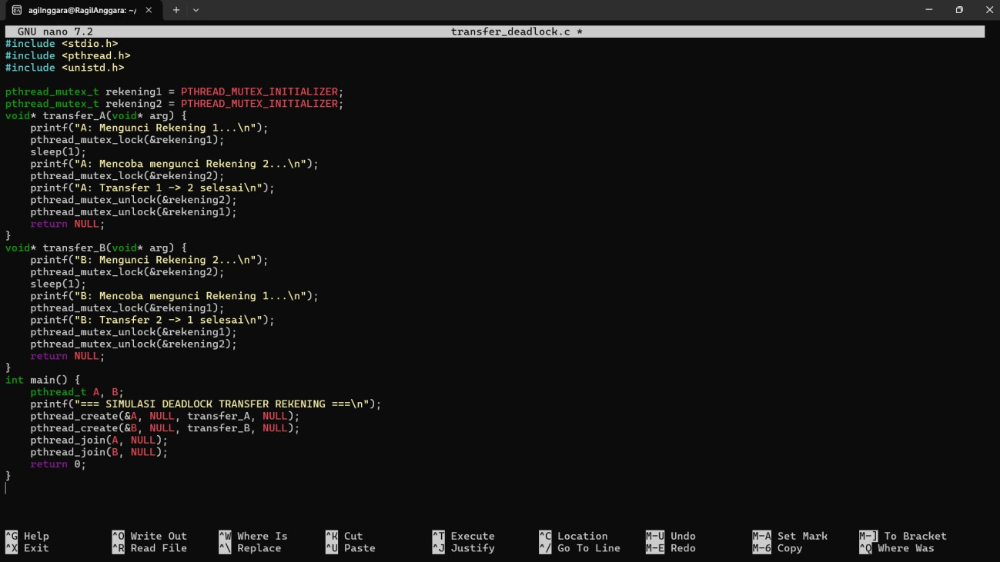 agilnggara@RagilAnggara: ~/
GNU nano 7.2 transfer_deadlock.c *
#include <stdio.h>
#include <pthread.h>
#include <unistd.h>

pthread_mutex_t rekening1 = PTHREAD_MUTEX_INITIALIZER;
pthread_mutex_t rekening2 = PTHREAD_MUTEX_INITIALIZER;
void* transfer_A(void* arg) {
    printf("A: Mengunci Rekening 1...\n");
    pthread_mutex_lock(&rekening1);
    sleep(1);
    printf("A: Mencoba mengunci Rekening 2...\n");
    pthread_mutex_lock(&rekening2);
    printf("A: Transfer 1 -> 2 selesai\n");
    pthread_mutex_unlock(&rekening2);
    pthread_mutex_unlock(&rekening1);
    return NULL;
}
void* transfer_B(void* arg) {
    printf("B: Mengunci Rekening 2...\n");
    pthread_mutex_lock(&rekening2);
    sleep(1);
    printf("B: Mencoba mengunci Rekening 1...\n");
    pthread_mutex_lock(&rekening1);
    printf("B: Transfer 2 -> 1 selesai\n");
    pthread_mutex_unlock(&rekening1);
    pthread_mutex_unlock(&rekening2);
    return NULL;
}
int main() {
    pthread_t A, B;
    printf("=== SIMULASI DEADLOCK TRANSFER REKENING ===\n");
    pthread_create(&A, NULL, transfer_A, NULL);
    pthread_create(&B, NULL, transfer_B, NULL);
    pthread_join(A, NULL);
    pthread_join(B, NULL);
    return 0;
}
^G Help ^O Write Out ^W Where Is ^K Cut ^T Execute ^C Location M-U Undo M-A Set Mark M-] To Bracket
^X Exit ^R Read File ^\ Replace ^U Paste ^J Justify ^/ Go To Line M-E Redo M-6 Copy ^Q Where Was